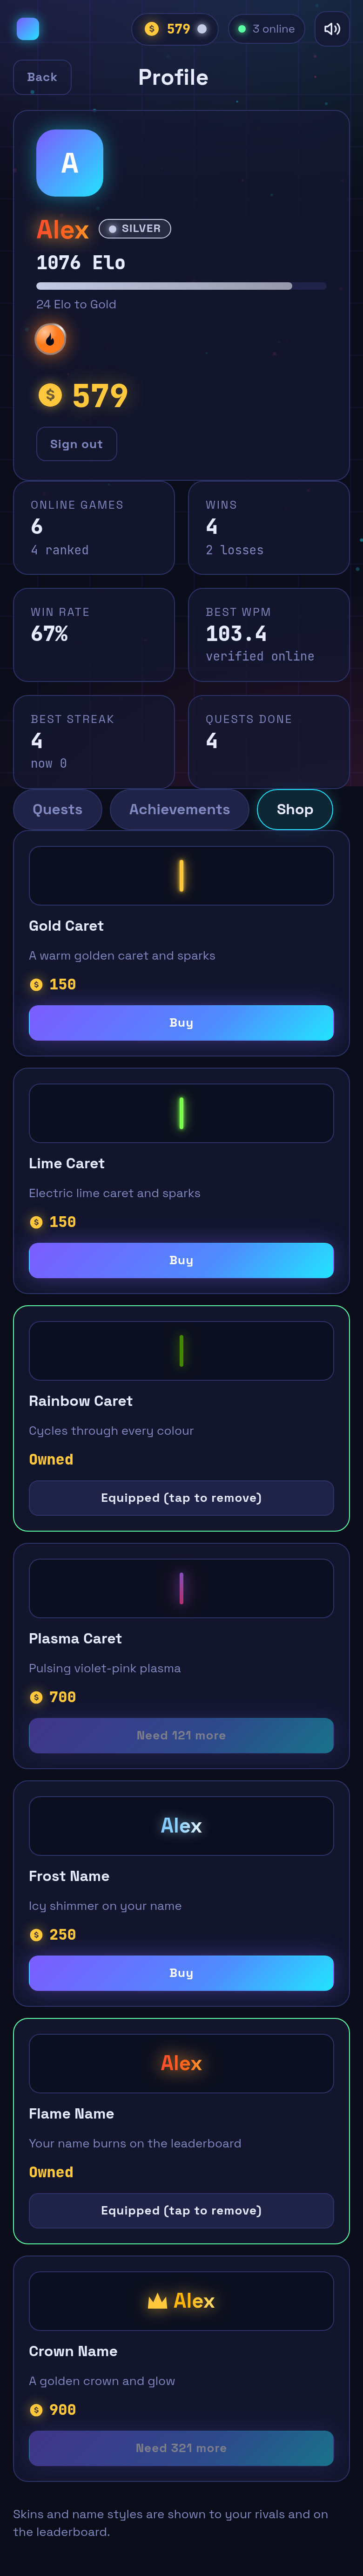 579
3 online
Back
Profile
A
Alex
SILVER
1076 Elo
24 Elo to Gold
$ 579
Sign out
ONLINE GAMES
6
4 ranked
WINS
4
2 losses
WIN RATE
67%
BEST WPM
103.4
verified online
BEST STREAK
4
now 0
QUESTS DONE
4
Quests
Achievements
Shop
Gold Caret
A warm golden caret and sparks
$ 150
Buy
Lime Caret
Electric lime caret and sparks
$ 150
Buy
Rainbow Caret
Cycles through every colour
Owned
Equipped (tap to remove)
Plasma Caret
Pulsing violet-pink plasma
$ 700
Need 121 more
Alex
Frost Name
Icy shimmer on your name
$ 250
Buy
Alex
Flame Name
Your name burns on the leaderboard
Owned
Equipped (tap to remove)
Alex
Crown Name
A golden crown and glow
$ 900
Need 321 more
Skins and name styles are shown to your rivals and on
the leaderboard.